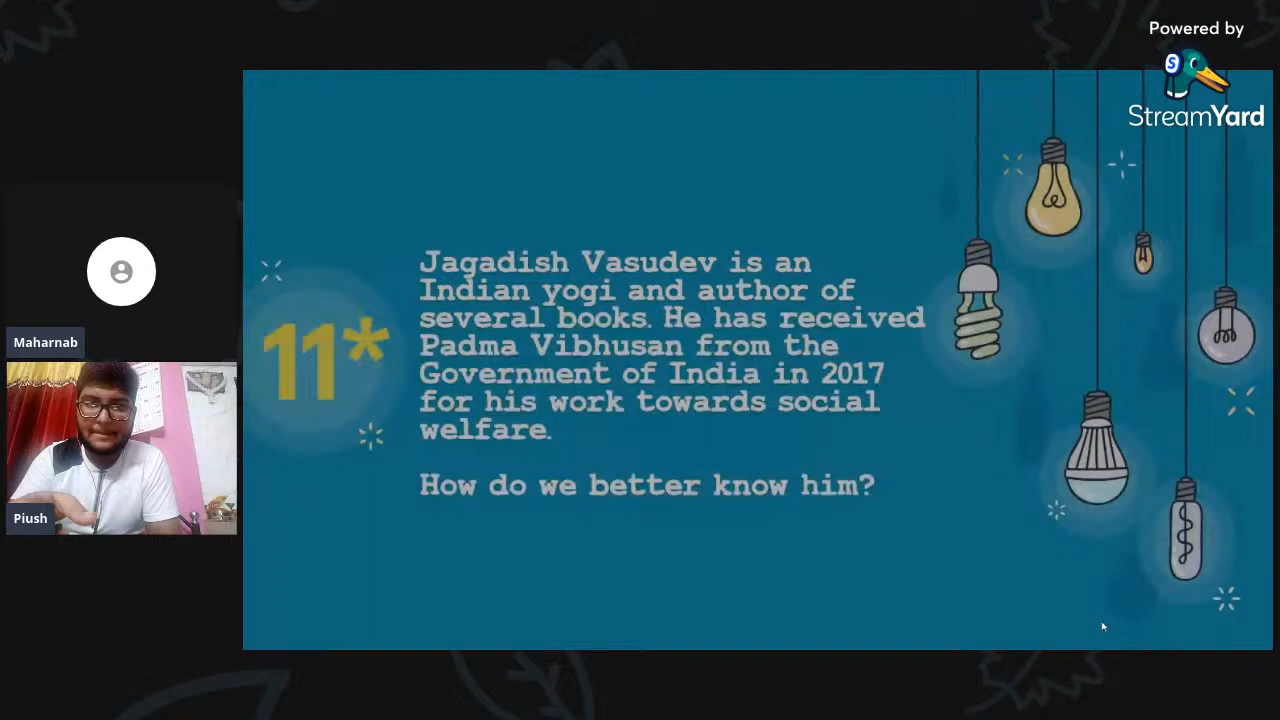 Powered by
S
StreamYard
Jagadish Vasudev is an
Indian yogi and author of
several books. He has received
Padma Vibhusan from the
Government of India in 2017
for his work towards social
welfare.
11*
How do we better know him?
Maharnab
Piush